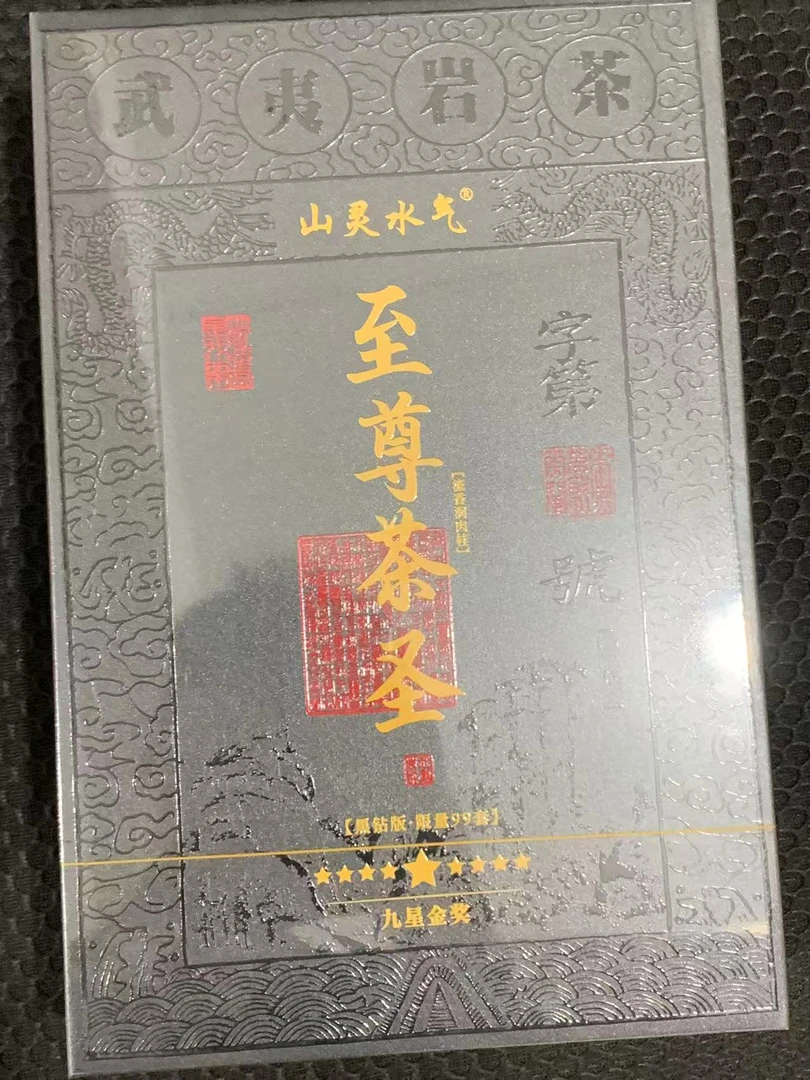 武夷岩茶
山灵水气®
至尊茶圣
字第
號
【黑钻版·限量99套】
九星金奖